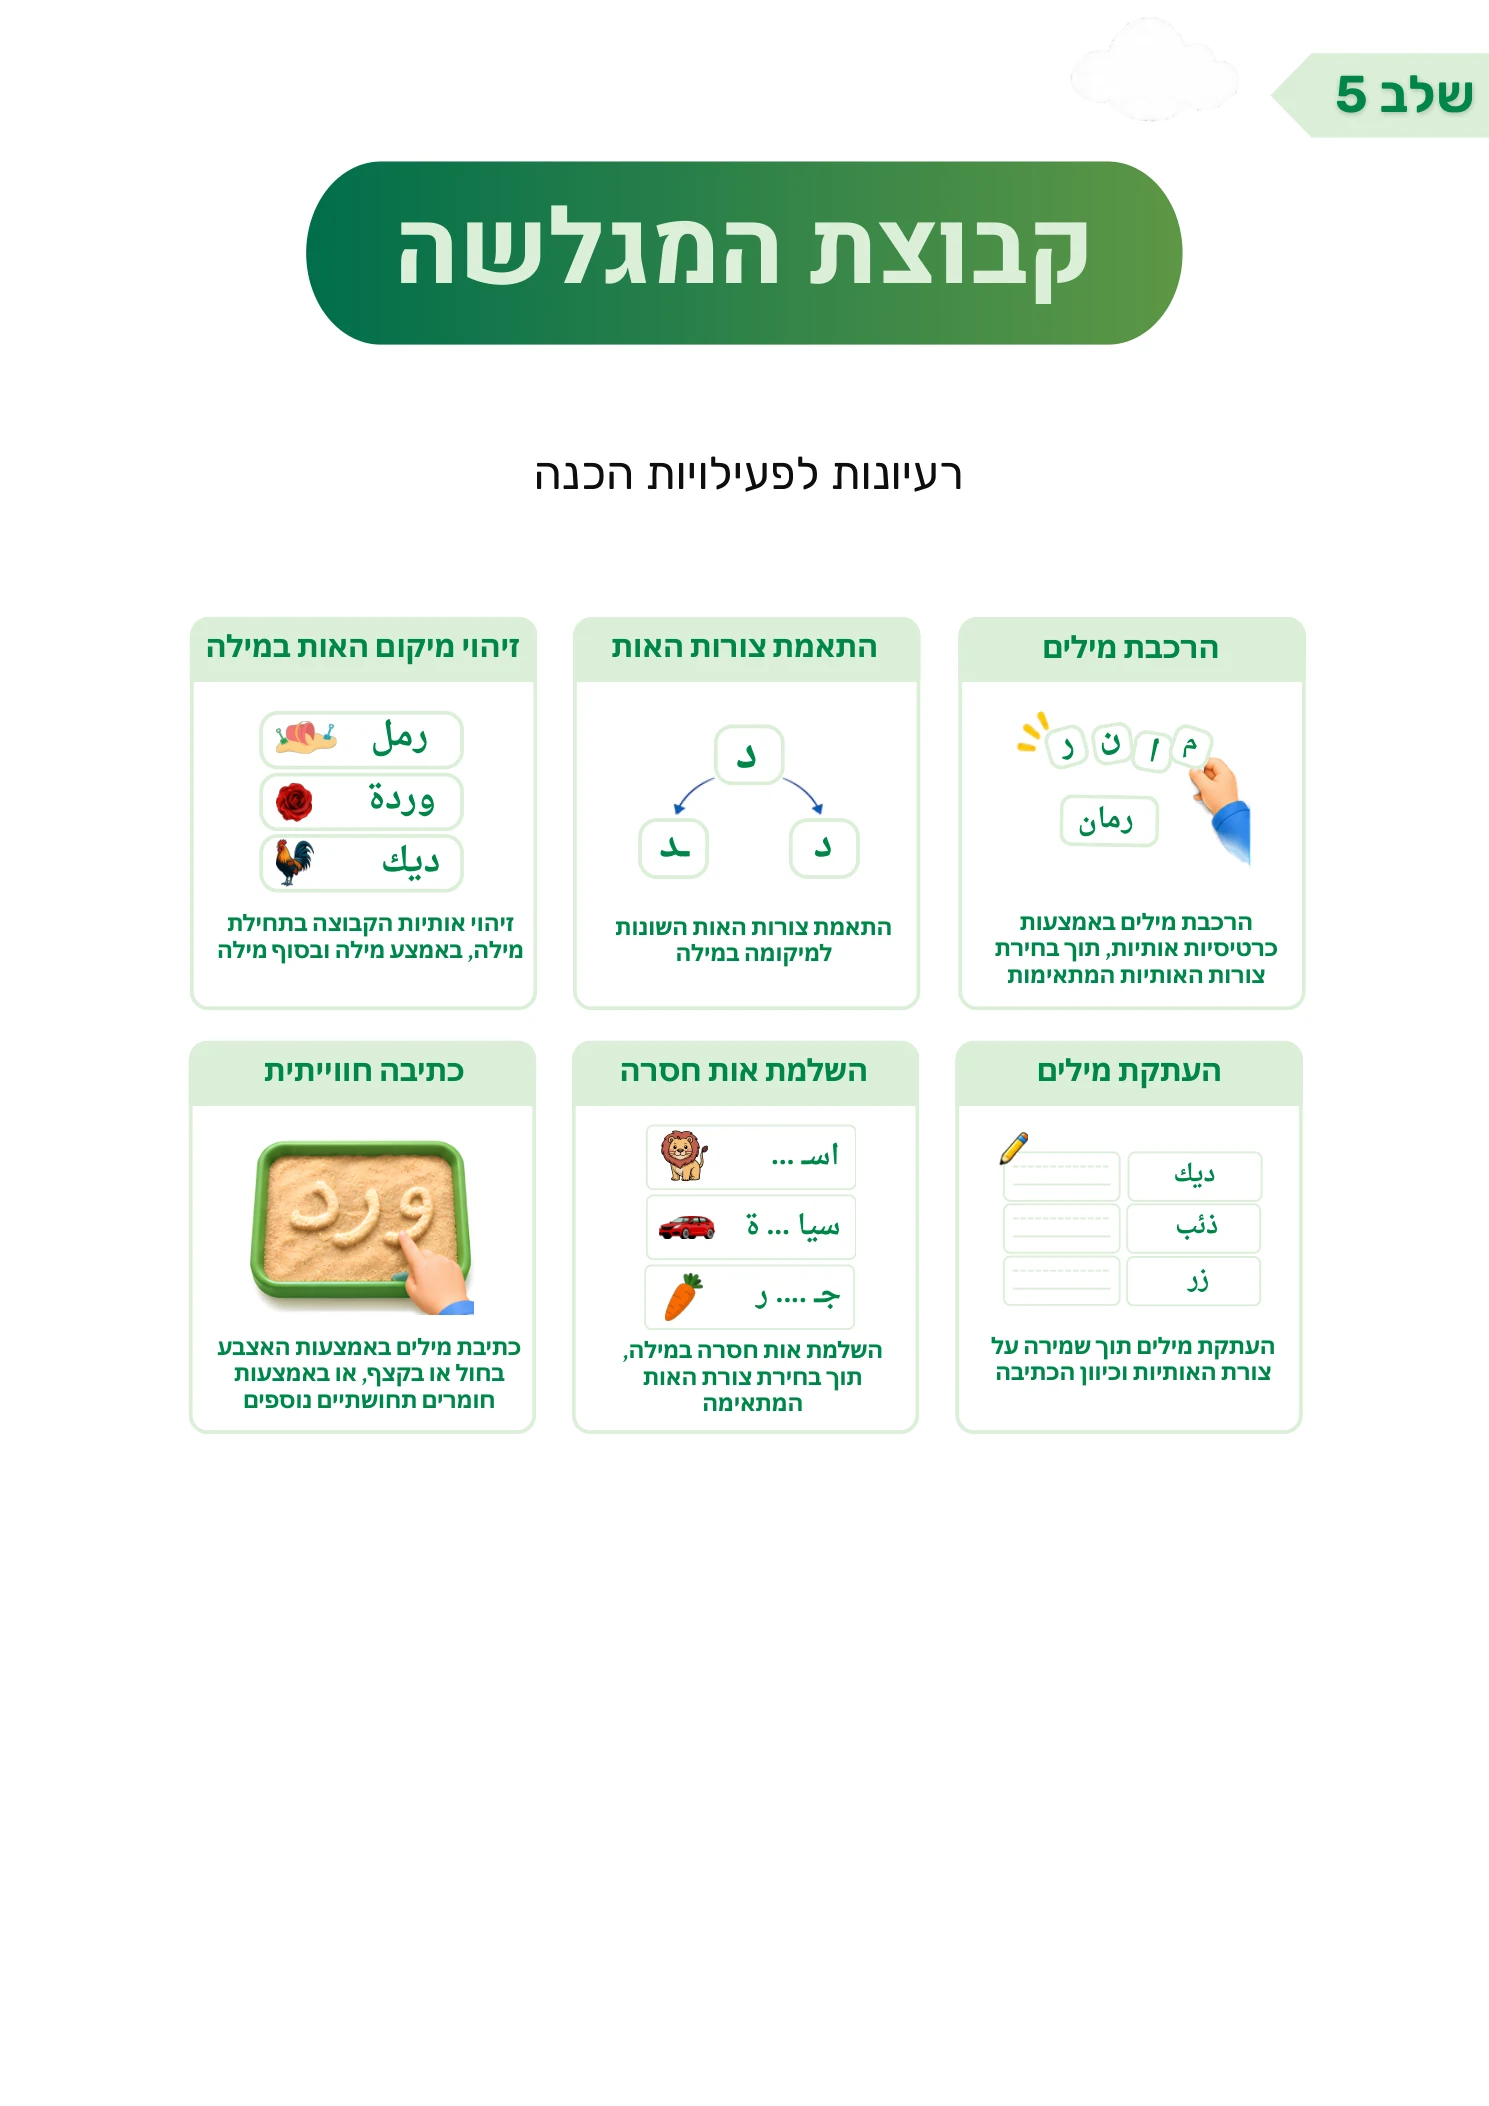 שלב 5
קבוצת המגלשה
רעיונות לפעילויות הכנה
הרכבת מילים
م ا ن ر
رمان
הרכבת מילים באמצעות
כרטיסיות אותיות, תוך בחירת
צורות האותיות המתאימות
התאמת צורות האות
د
د
ـد
התאמת צורות האות השונות
למיקומה במילה
זיהוי מיקום האות במילה
رمل
وردة
ديك
זיהוי אותיות הקבוצה בתחילת
מילה, באמצע מילה ובסוף מילה
העתקת מילים
ديك
ذئب
زر
העתקת מילים תוך שמירה על
צורת האותיות וכיוון הכתיבה
השלמת אות חסרה
اسـ ...
سيا ... ة
جـ .... ر
השלמת אות חסרה במילה,
תוך בחירת צורת האות
המתאימה
כתיבה חווייתית
ورد
כתיבת מילים באמצעות האצבע
בחול או בקצף, או באמצעות
חומרים תחושתיים נוספים